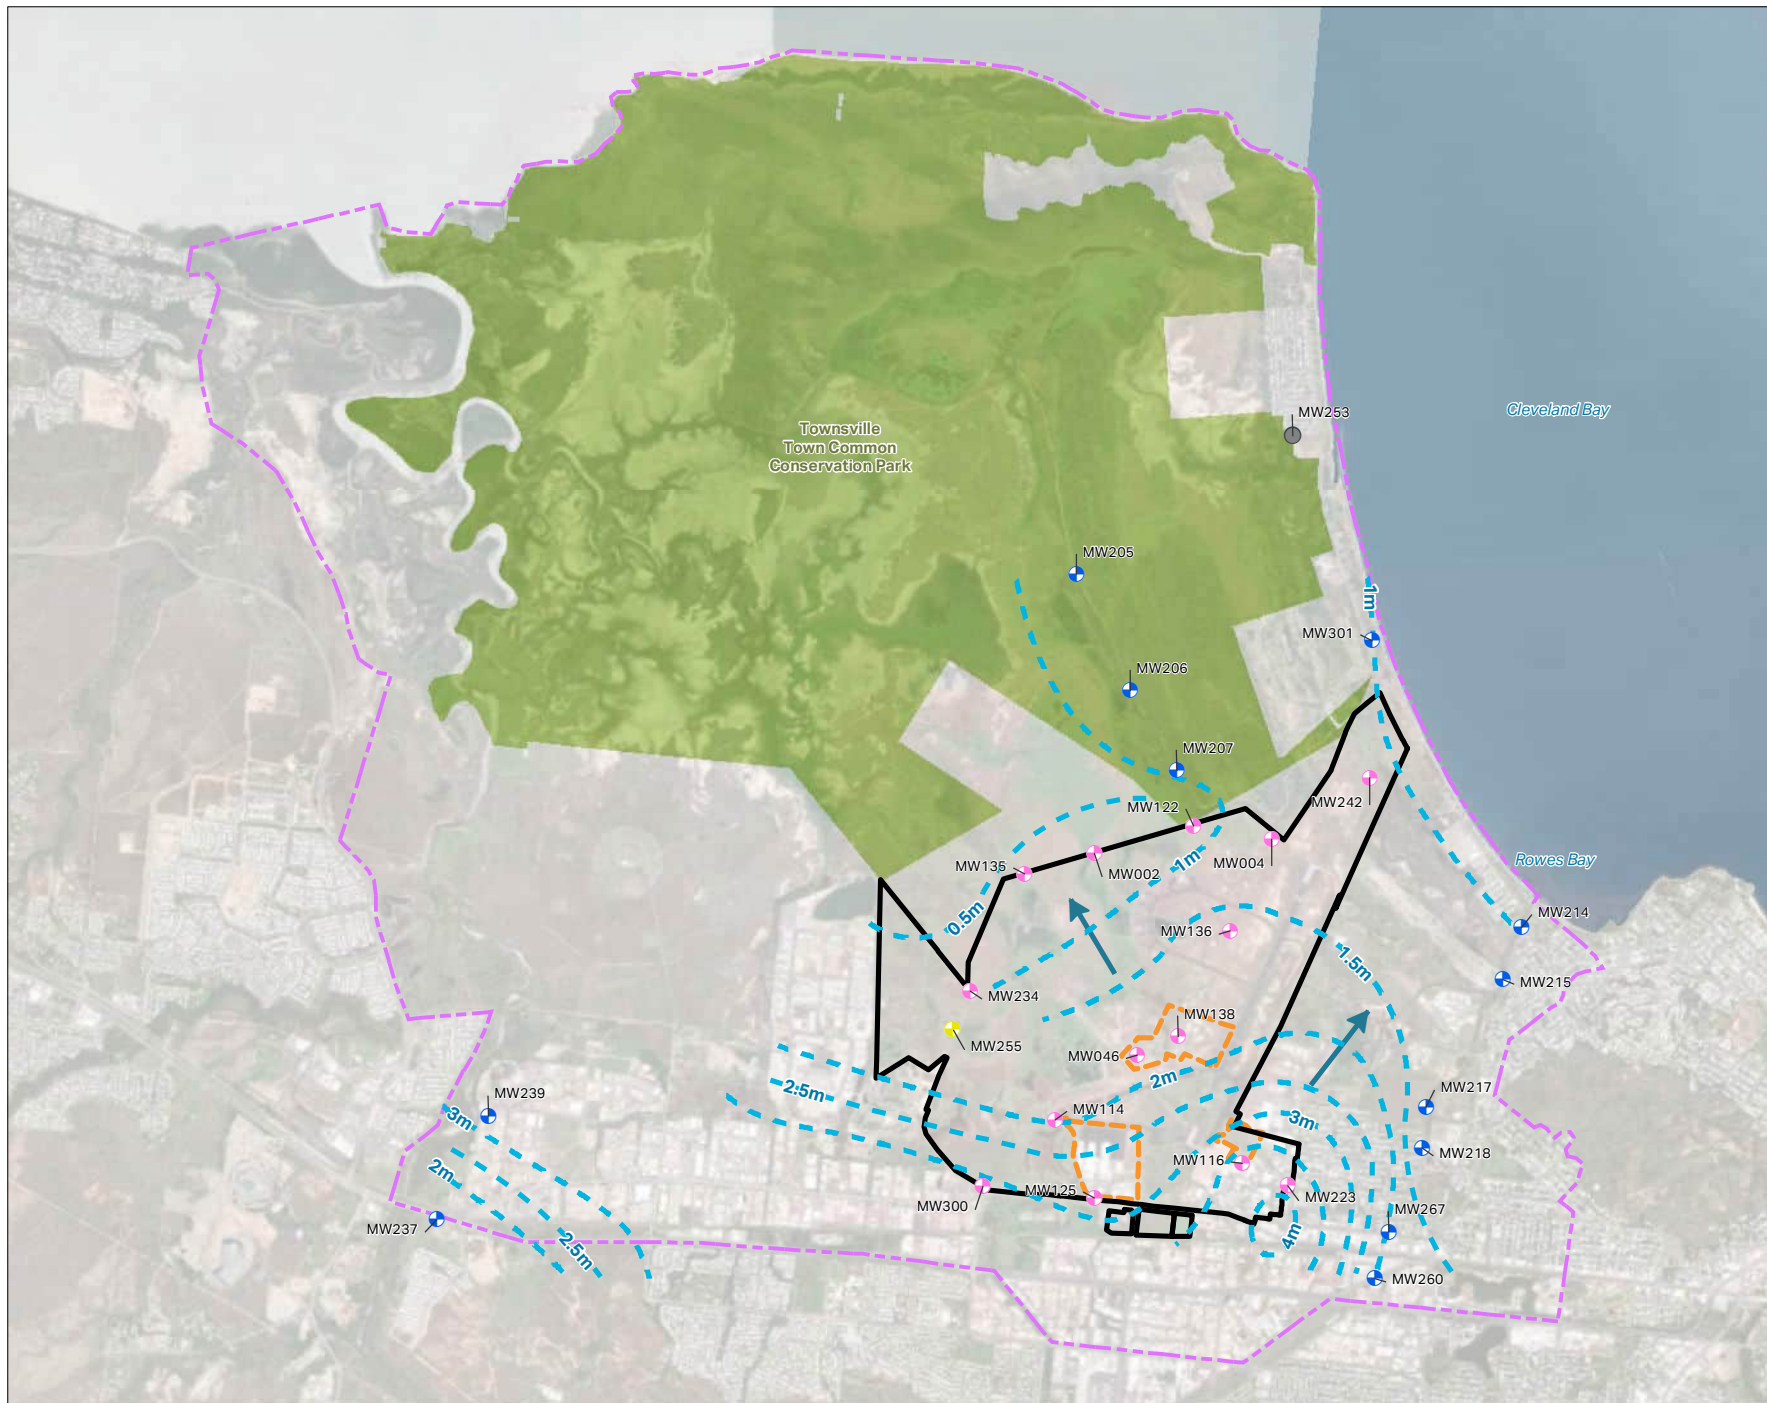 Cleveland Bay
MW253
Townsville
Town Common
Conservation Park
MW205
1m
MW301
MW206
MW207
MW242
MW122
Rowes Bay
MW004
1m
MW135
MW002
0.5m
MW214
MW136
1.5m
MW215
MW234
MW138
MW255
MW046
2m
2.5m
MW239
3m
MW114
MW217
3m
MW218
2m
MW116
MW125
MW223
MW300
MW267
MW237
2.5m
4m
MW260